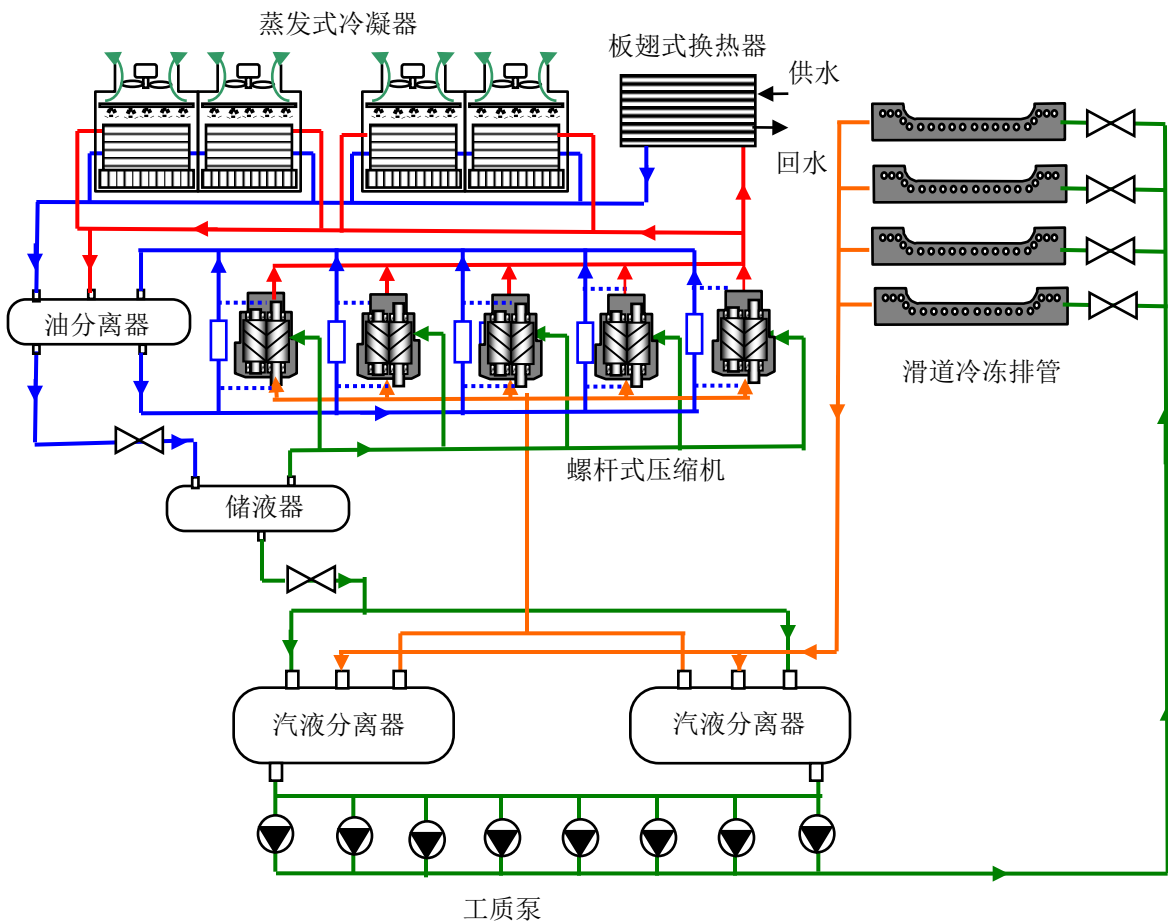 蒸发式冷凝器
板翅式换热器
供水
回水
油分离器
滑道冷冻排管
螺杆式压缩机
储液器
汽液分离器
汽液分离器
工质泵